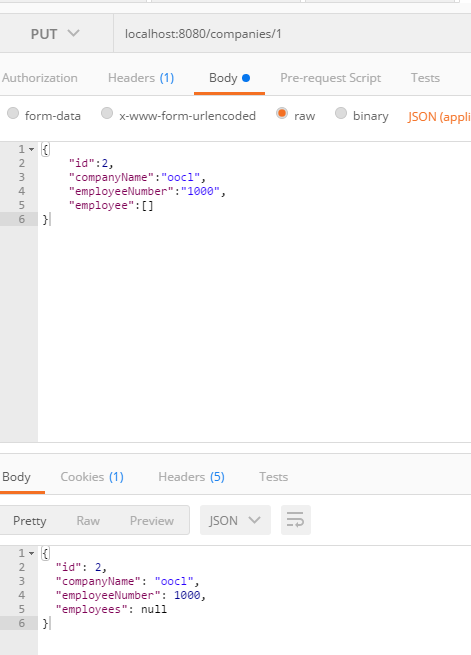 PUT localhost:8080/companies/1
Authorization Headers (1) Body Pre-request Script Tests
form-data x-www-form-urlencoded raw binary JSON (appli
1 {
2 "id":2,
3 "companyName":"oocl",
4 "employeeNumber":"1000",
5 "employee":[]
6 }
Body Cookies (1) Headers (5) Tests
Pretty Raw Preview JSON
1 {
2 "id": 2,
3 "companyName": "oocl",
4 "employeeNumber": 1000,
5 "employees": null
6 }